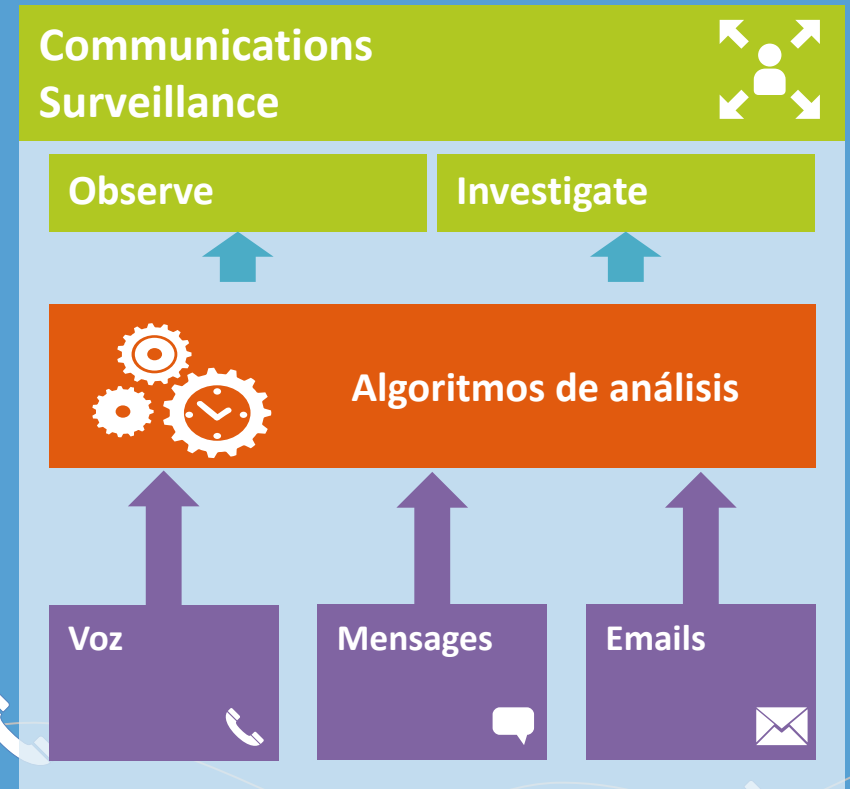 Communications
Surveillance
Observe
Investigate
Algoritmos de análisis
Voz
Mensages
Emails